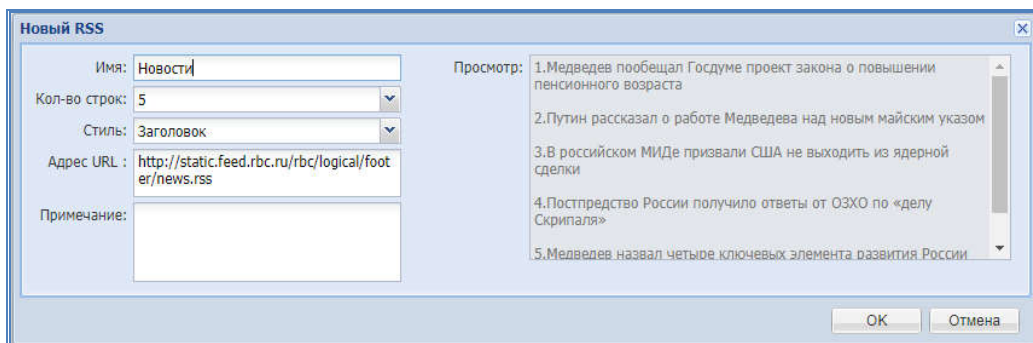 Новый RSS
Имя: Новости
Кол-во строк: 5
Стиль: Заголовок
Адрес URL : http://static.feed.rbc.ru/rbc/logical/foot
er/news.rss
Примечание:
Просмотр: 1.Медведев пообещал Госдуме проект закона о повышении
пенсионного возраста
2.Путин рассказал о работе Медведева над новым майским указом
3.В российском МИДе призвали США не выходить из ядерной
сделки
4.Постпредство России получило ответы от ОЗХО по «делу
Скрипаля»
5.Медведев назвал четыре ключевых элемента развития России
OK
Отмена